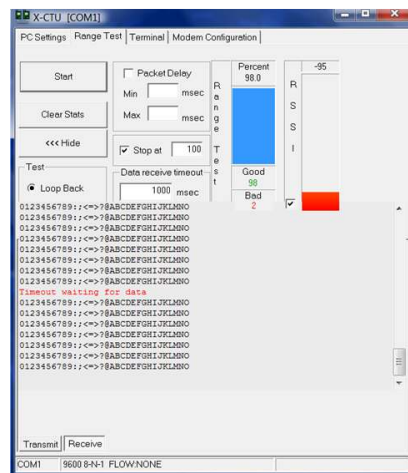 X-CTU [COM1]
PC Settings Range Test Terminal Modem Configuration
Start
Clear Stats
<<< Hide
Test
Loop Back
Packet Delay
Min msec
Max msec
Stop at 100
Data receive timeout
1000 msec
Range Test
Percent
98.0
Good
98
Bad
2
-95
RSSI
0123456789:;<=>?@ABCDEFGHIJKLMNO
0123456789:;<=>?@ABCDEFGHIJKLMNO
0123456789:;<=>?@ABCDEFGHIJKLMNO
0123456789:;<=>?@ABCDEFGHIJKLMNO
0123456789:;<=>?@ABCDEFGHIJKLMNO
0123456789:;<=>?@ABCDEFGHIJKLMNO
0123456789:;<=>?@ABCDEFGHIJKLMNO
0123456789:;<=>?@ABCDEFGHIJKLMNO
Timeout waiting for data
0123456789:;<=>?@ABCDEFGHIJKLMNO
0123456789:;<=>?@ABCDEFGHIJKLMNO
0123456789:;<=>?@ABCDEFGHIJKLMNO
0123456789:;<=>?@ABCDEFGHIJKLMNO
0123456789:;<=>?@ABCDEFGHIJKLMNO
0123456789:;<=>?@ABCDEFGHIJKLMNO
0123456789:;<=>?@ABCDEFGHIJKLMNO
Transmit Receive
COM1 9600 8-N-1 FLOW:NONE